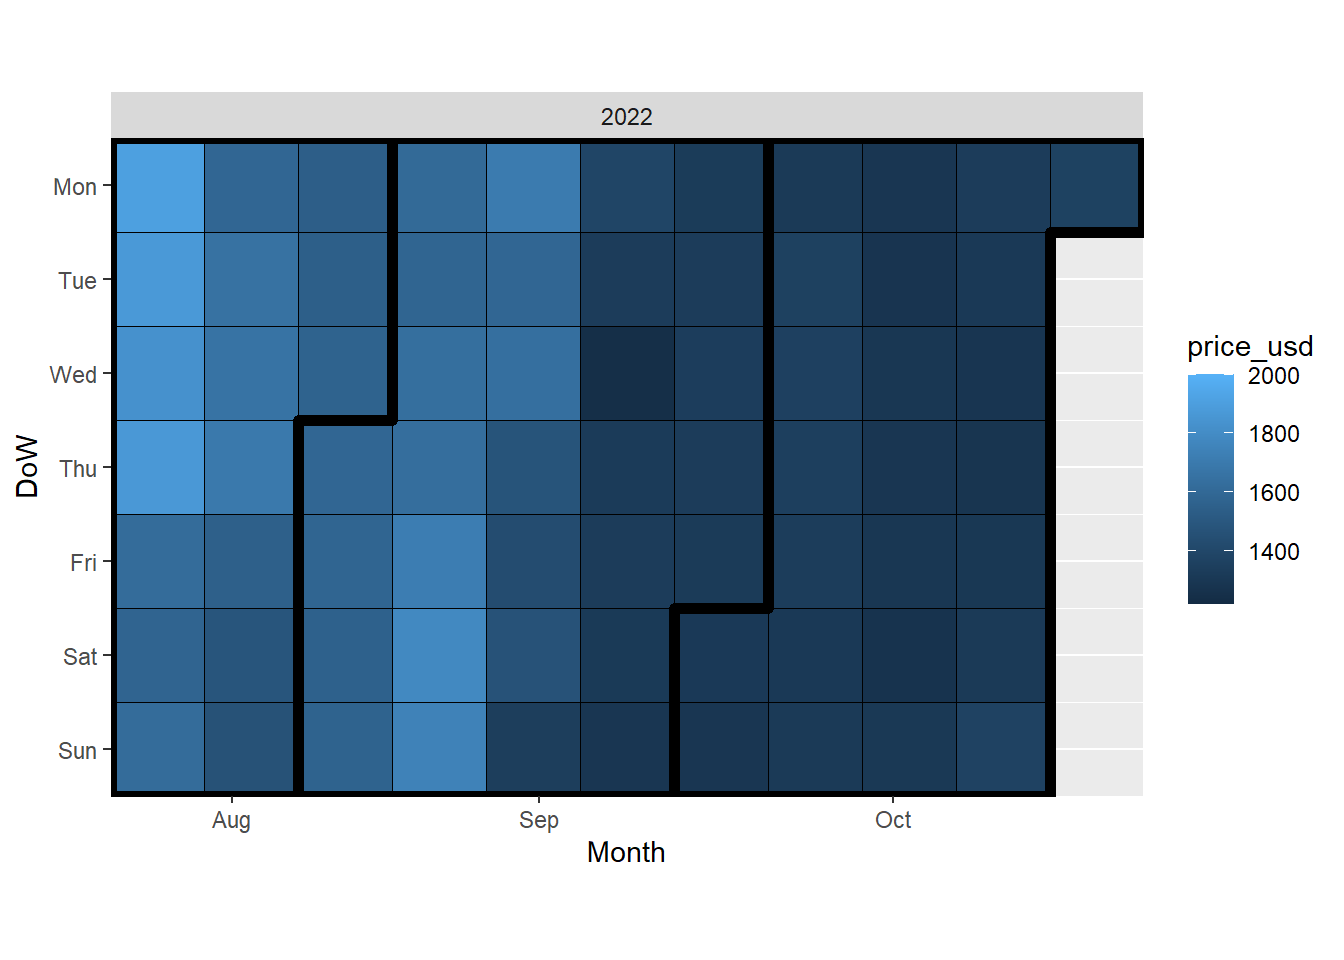 2022
Mon
Tue
Wed
Thu
Fri
Sat
Sun
DoW
Aug Sep Oct
Month
price_usd
2000
1800
1600
1400